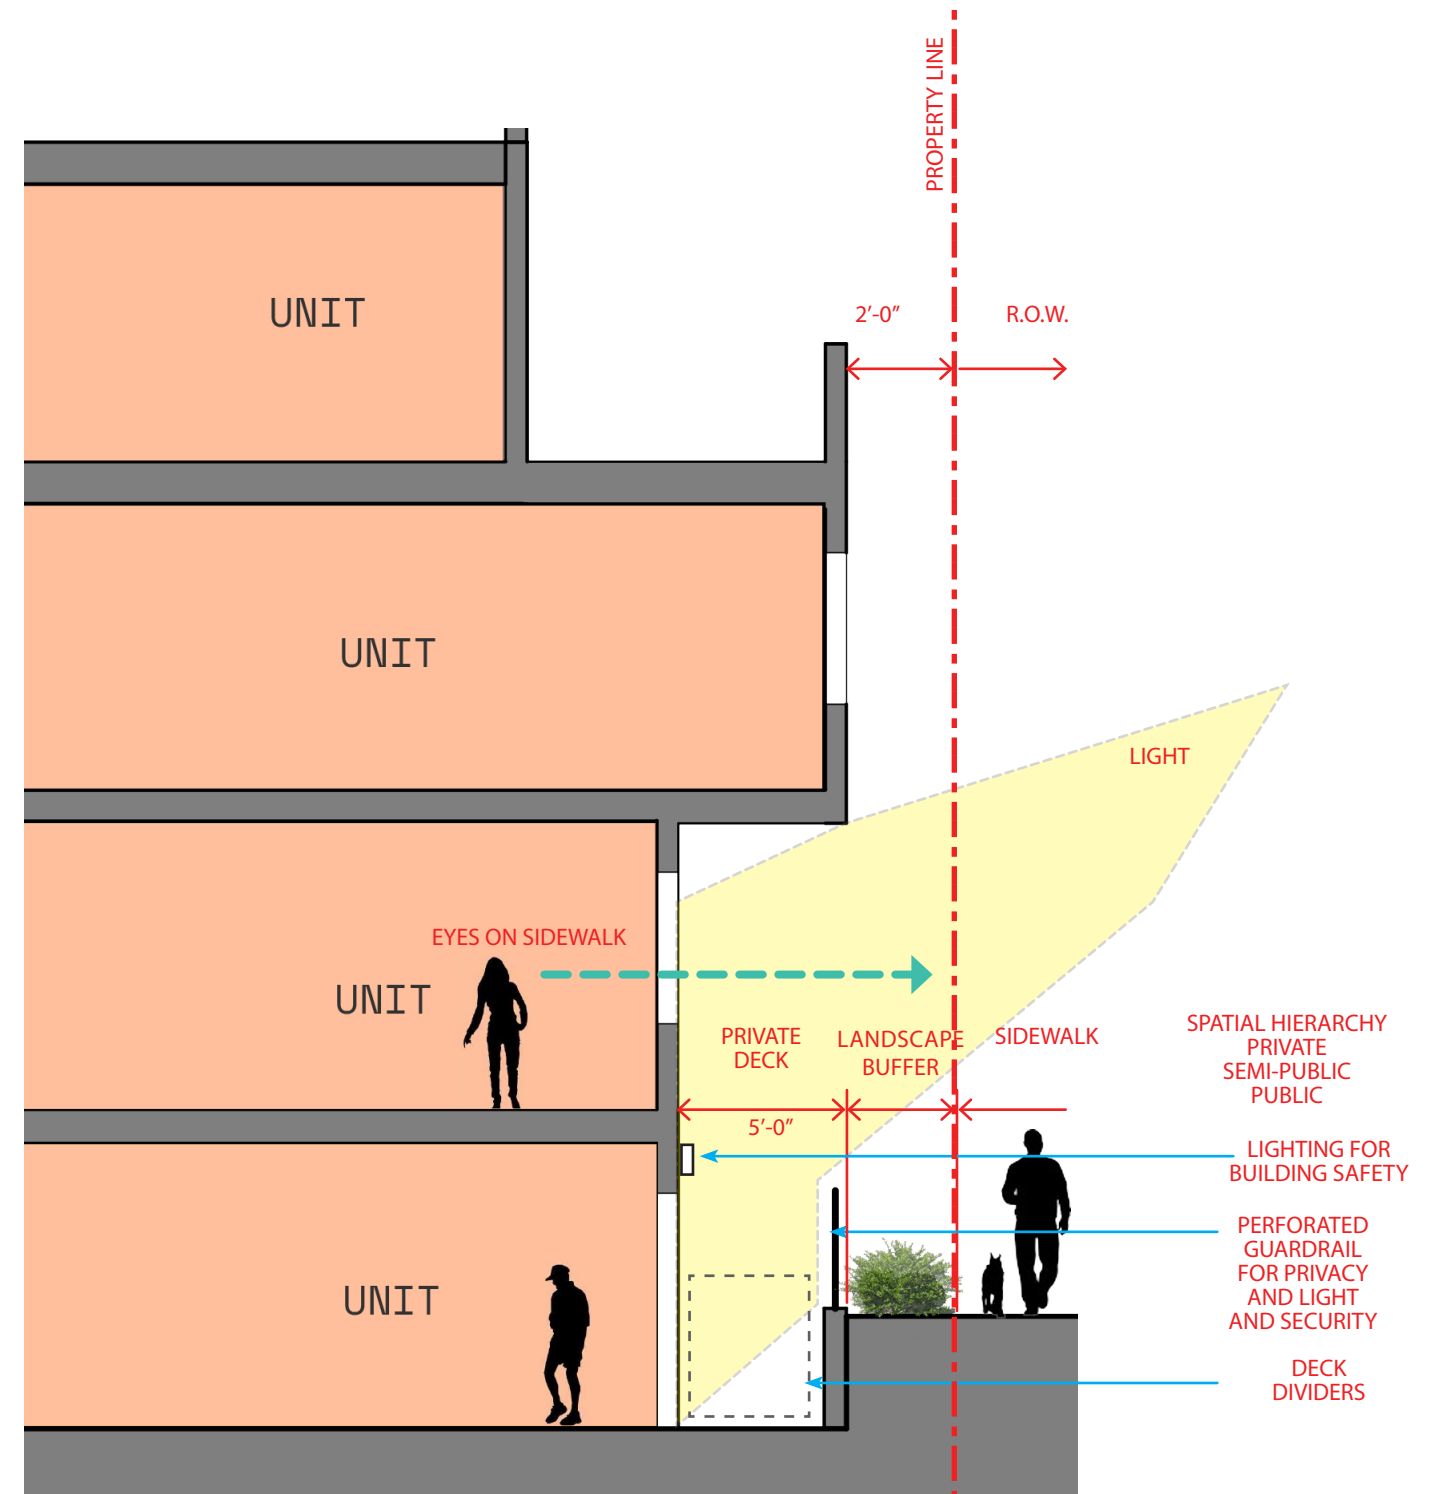 PROPERTY LINE
UNIT
2’-0”
R.O.W.
UNIT
LIGHT
EYES ON SIDEWALK
UNIT
PRIVATE
DECK
LANDSCAPE
BUFFER
SIDEWALK
5’-0”
SPATIAL HIERARCHY
PRIVATE
SEMI-PUBLIC
PUBLIC
LIGHTING FOR
BUILDING SAFETY
PERFORATED
GUARDRAIL
FOR PRIVACY
AND LIGHT
AND SECURITY
UNIT
DECK
DIVIDERS